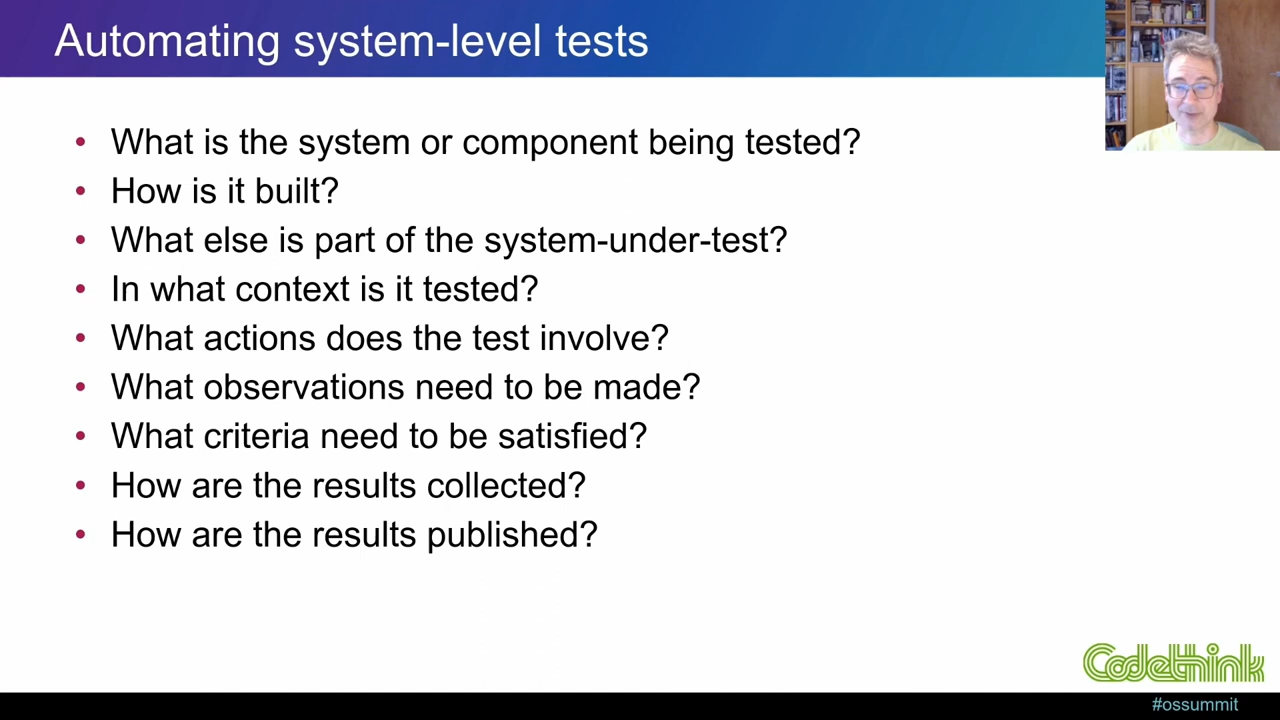 Automating system-level tests
• What is the system or component being tested?
• How is it built?
• What else is part of the system-under-test?
• In what context is it tested?
• What actions does the test involve?
• What observations need to be made?
• What criteria need to be satisfied?
• How are the results collected?
• How are the results published?
Codethink
#ossummit